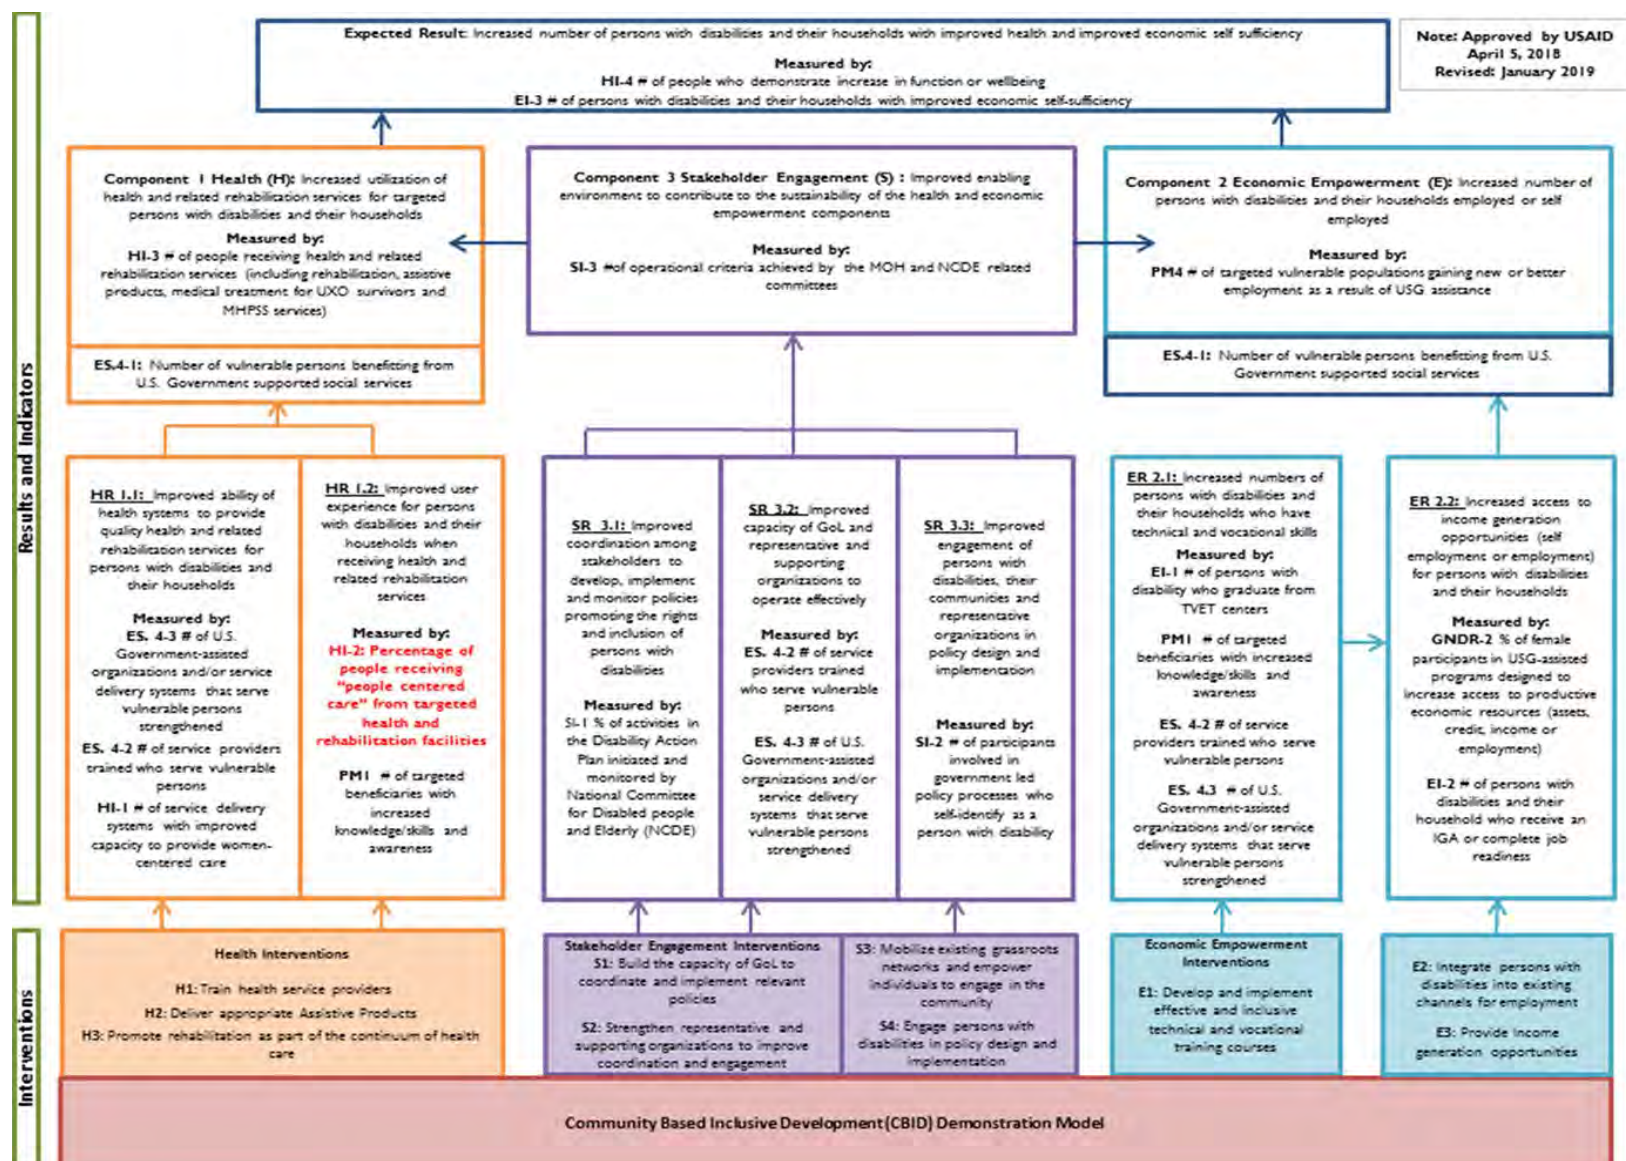 Expected Result: Increased number of persons with disabilities and their households with improved health and improved economic self sufficiency
Measured by:
HI-4 # of people who demonstrate increase in function or wellbeing
EI-3 # of persons with disabilities and their households with improved economic self-sufficiency
Note: Approved by USAID
April 5, 2018
Revised: January 2019
Results and Indicators
Component 1 Health (H): Increased utilization of
health and related rehabilitation services for targeted
persons with disabilities and their households
Measured by:
HI-3 # of people receiving health and related
rehabilitation services (including rehabilitation, assistive
products, medical treatment for UXO survivors and
MHPSS services)
ES.4-1: Number of vulnerable persons benefitting from
U.S. Government supported social services
Component 3 Stakeholder Engagement (S) : Improved enabling
environment to contribute to the sustainability of the health and economic
empowerment components
Measured by:
SI-3 #of operational criteria achieved by the MOH and NCDE related
committees
Component 2 Economic Empowerment (E): Increased number of
persons with disabilities and their households employed or self
employed
Measured by:
PM4 # of targeted vulnerable populations gaining new or better
employment as a result of USG assistance
ES.4-1: Number of vulnerable persons benefitting from U.S.
Government supported social services
HR 1.1: Improved ability of
health systems to provide
quality health and related
rehabilitation services for
persons with disabilities and
their households
Measured by:
ES. 4-3 # of U.S.
Government-assisted
organizations and/or service
delivery systems that serve
vulnerable persons
strengthened
ES. 4-2 # of service providers
trained who serve vulnerable
persons
HI-1 # of service delivery
systems with improved
capacity to provide women-
centered care
HR 1.2: Improved user
experience for persons
with disabilities and their
households when
receiving health and
related rehabilitation
services
Measured by:
HI-2: Percentage of
people receiving
"people centered
care" from targeted
health and
rehabilitation facilities
PM1 # of targeted
beneficiaries with
increased
knowledge/skills and
awareness
SR 3.1: Improved
coordination among
stakeholders to
develop, implement
and monitor policies
promoting the rights
and inclusion of
persons with
disabilities
Measured by:
SI-1 % of activities in
the Disability Action
Plan initiated and
monitored by
National Committee
for Disabled people
and Elderly (NCDE)
SR 3.2: Improved
capacity of GoL and
representative and
supporting
organizations to
operate effectively
Measured by:
ES. 4-2 # of service
providers trained
who serve vulnerable
persons
ES. 4-3 # of U.S.
Government-assisted
organizations and/or
service delivery
systems that serve
vulnerable persons
strengthened
SR 3.3: Improved
engagement of
persons with
disabilities, their
communities and
representative
organizations in
policy design and
implementation
Measured by:
SI-2 # of participants
involved in
government led
policy processes who
self-identify as a
person with disability
ER 2.1: Increased numbers of
persons with disabilities and
their households who have
technical and vocational skills
Measured by:
EI-1 # of persons with
disability who graduate from
TVET centers
PM1 # of targeted
beneficiaries with increased
knowledge/skills and
awareness
ES. 4-2 # of service
providers trained who serve
vulnerable persons
ES. 4.3 # of U.S.
Government-assisted
organizations and/or service
delivery systems that serve
vulnerable persons
strengthened
ER 2.2: Increased access to
income generation
opportunities (self
employment or employment)
for persons with disabilities
and their households
Measured by:
GNDR-2 % of female
participants in USG-assisted
programs designed to
increase access to productive
economic resources (assets,
credit, income or
employment)
EI-2 # of persons with
disabilities and their
household who receive an
IGA or complete job
readiness
Interventions
Health Interventions
H1: Train health service providers
H2: Deliver appropriate Assistive Products
H3: Promote rehabilitation as part of the continuum of health
care
Stakeholder Engagement Interventions
S1: Build the capacity of GoL to
coordinate and implement relevant
policies
S2: Strengthen representative and
supporting organizations to improve
coordination and engagement
S3: Mobilize existing grassroots
networks and empower
individuals to engage in the
community
S4: Engage persons with
disabilities in policy design and
implementation
Economic Empowerment
Interventions
E1: Develop and implement
effective and inclusive
technical and vocational
training courses
E2: Integrate persons with
disabilities into existing
channels for employment
E3: Provide Income
generation opportunities
Community Based Inclusive Development (CBID) Demonstration Model